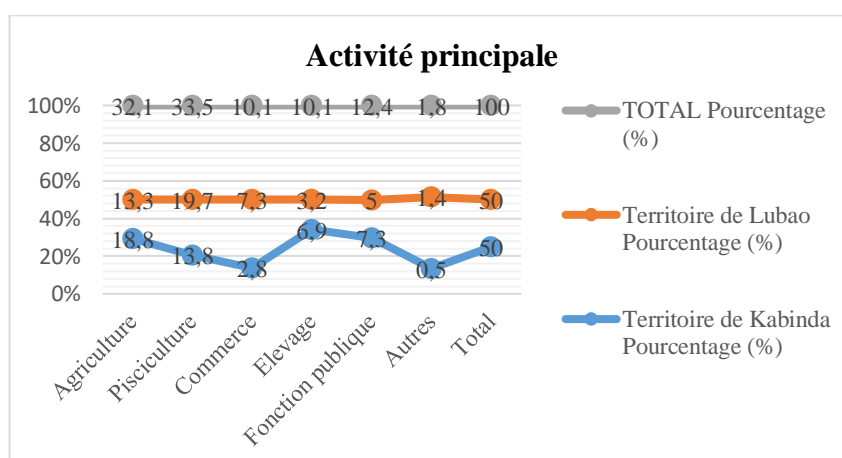 Activité principale
100%
80%
60%
40%
20%
0%
32,1 33,5 10,1 10,1 12,4 1,8 100
13,3 19,7 7,3 3,2 5 1,4 50
18,8 13,8 2,8 6,9 7,3 0,5 50
Agriculture
Pisciculture
Commerce
Elevage
Fonction publique
Autres
Total
TOTAL Pourcentage
(%)
Territoire de Lubao
Pourcentage (%)
Territoire de Kabinda
Pourcentage (%)